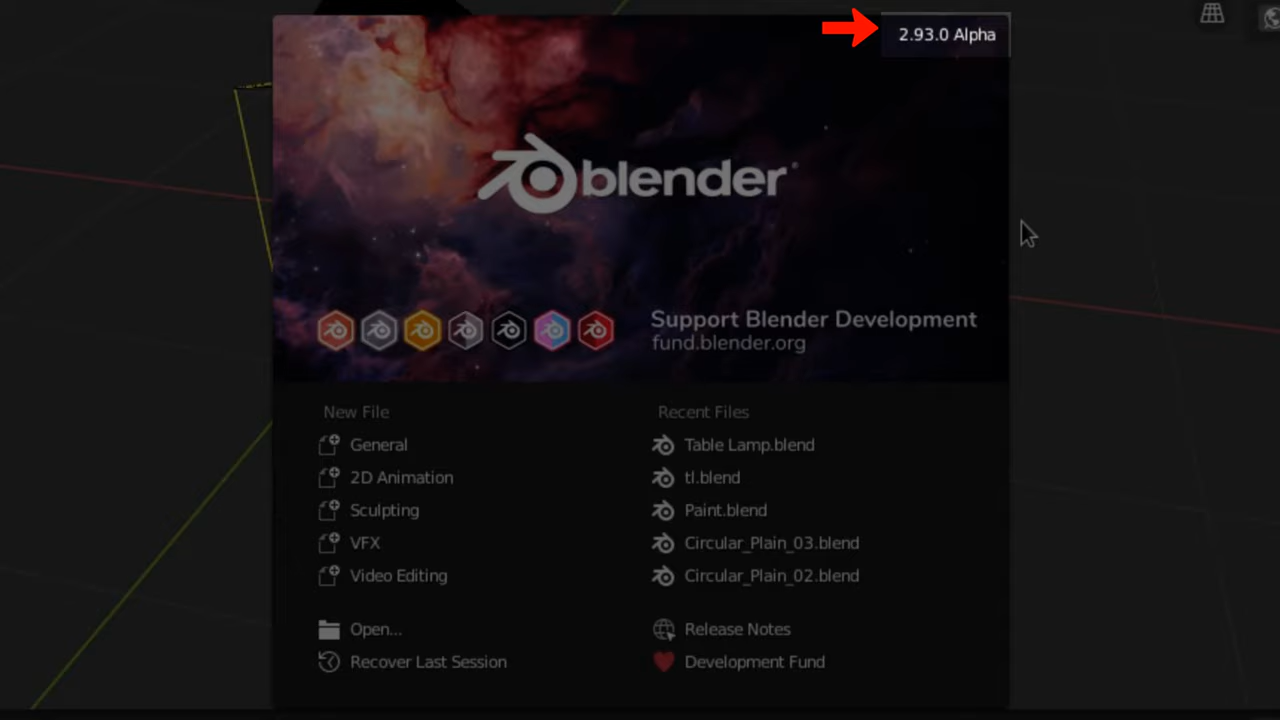 2.93.0 Alpha
blender
Support Blender Development
fund.blender.org
New File
General
2D Animation
Sculpting
VFX
Video Editing
Open...
Recover Last Session
Recent Files
Table Lamp.blend
tl.blend
Paint.blend
Circular_Plain_03.blend
Circular_Plain_02.blend
Release Notes
Development Fund